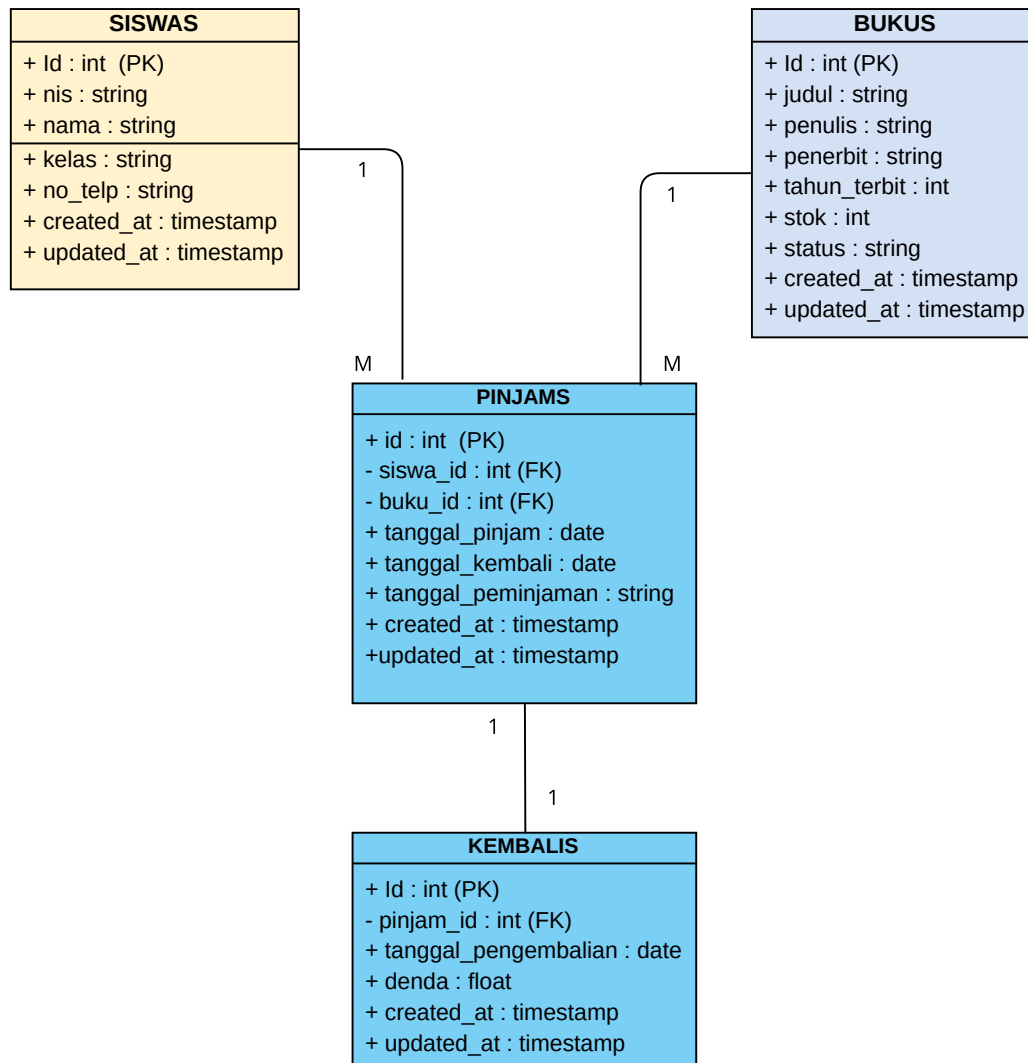 SISWAS
+ Id : int  (PK)
+ nis : string
+ nama : string
+ kelas : string
+ no_telp : string
+ created_at : timestamp
+ updated_at : timestamp
1
M
BUKUS
+ Id : int (PK)
+ judul : string
+ penulis : string
+ penerbit : string
+ tahun_terbit : int
+ stok : int
+ status : string
+ created_at : timestamp
+ updated_at : timestamp
1
M
PINJAMS
+ id : int  (PK)
- siswa_id : int (FK)
- buku_id : int (FK)
+ tanggal_pinjam : date
+ tanggal_kembali : date
+ tanggal_peminjaman : string
+ created_at : timestamp
+updated_at : timestamp
1
1
KEMBALIS
+ Id : int (PK)
- pinjam_id : int (FK)
+ tanggal_pengembalian : date
+ denda : float
+ created_at : timestamp
+ updated_at : timestamp